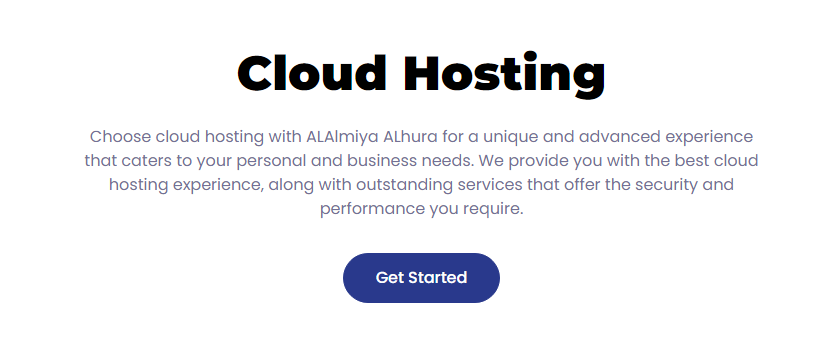 Cloud Hosting
Choose cloud hosting with ALAlmiya ALhura for a unique and advanced experience
that caters to your personal and business needs. We provide you with the best cloud
hosting experience, along with outstanding services that offer the security and
performance you require.
Get Started